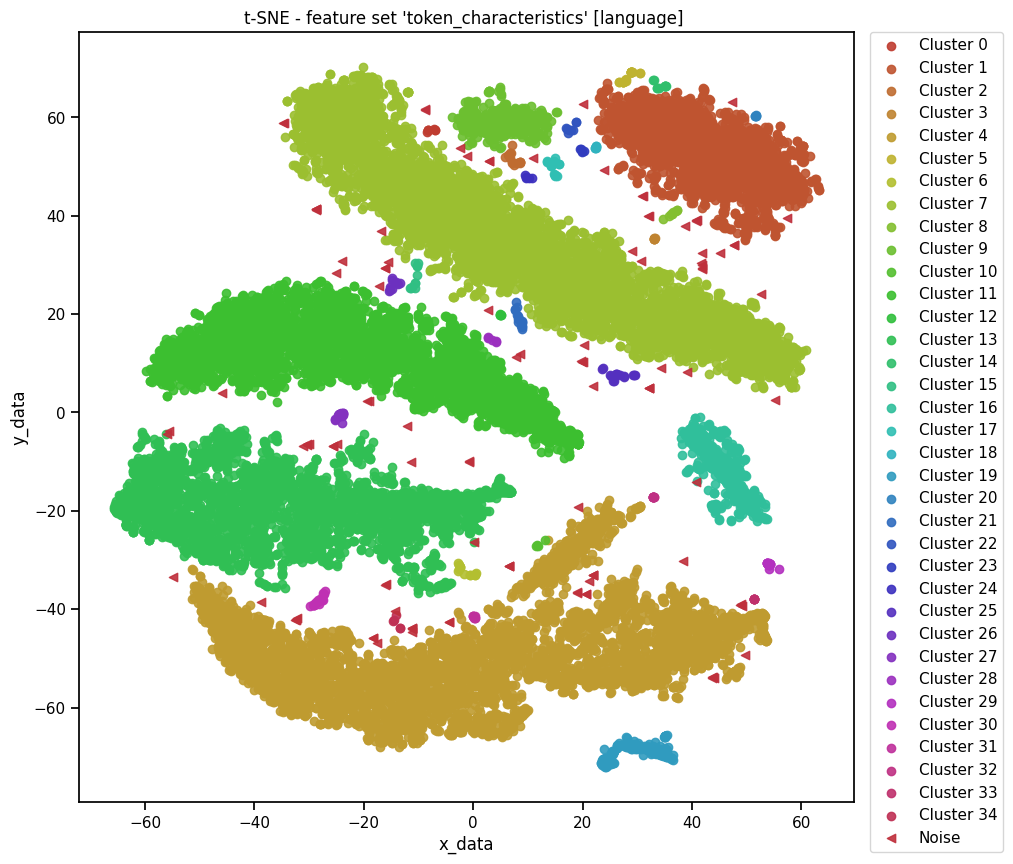 t-SNE - feature set 'token_characteristics' [language]
60
40
20
0
−20
−40
−60
y_data
−60
−40
−20
0
20
40
60
x_data
Cluster 0
Cluster 1
Cluster 2
Cluster 3
Cluster 4
Cluster 5
Cluster 6
Cluster 7
Cluster 8
Cluster 9
Cluster 10
Cluster 11
Cluster 12
Cluster 13
Cluster 14
Cluster 15
Cluster 16
Cluster 17
Cluster 18
Cluster 19
Cluster 20
Cluster 21
Cluster 22
Cluster 23
Cluster 24
Cluster 25
Cluster 26
Cluster 27
Cluster 28
Cluster 29
Cluster 30
Cluster 31
Cluster 32
Cluster 33
Cluster 34
Noise